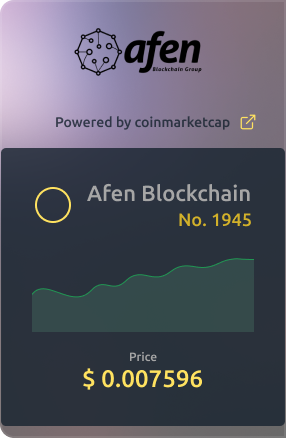 afen
Blockchain Group
Powered by coinmarketcap
Afen Blockchain
No. 1945
Price
$ 0.007596